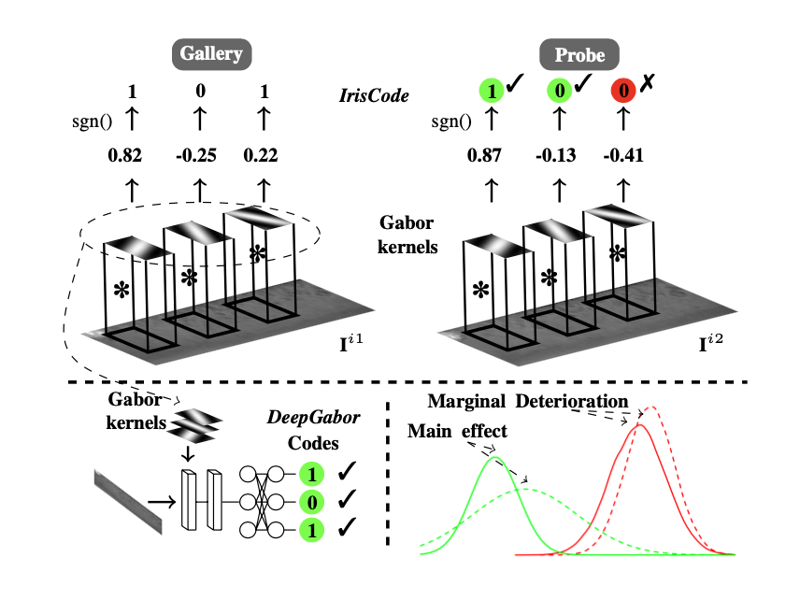 Gallery
Probe
1 0 1
IrisCode
1 ✓ 0 ✓ 0 ✗
sgn()
sgn()
0.82 -0.25 0.22
0.87 -0.13 -0.41
Gabor
kernels
* * *
* * *
I^{i1}
I^{i2}
Gabor
kernels
DeepGabor
Codes
1 ✓
0 ✓
1 ✓
Marginal Deterioration
Main effect